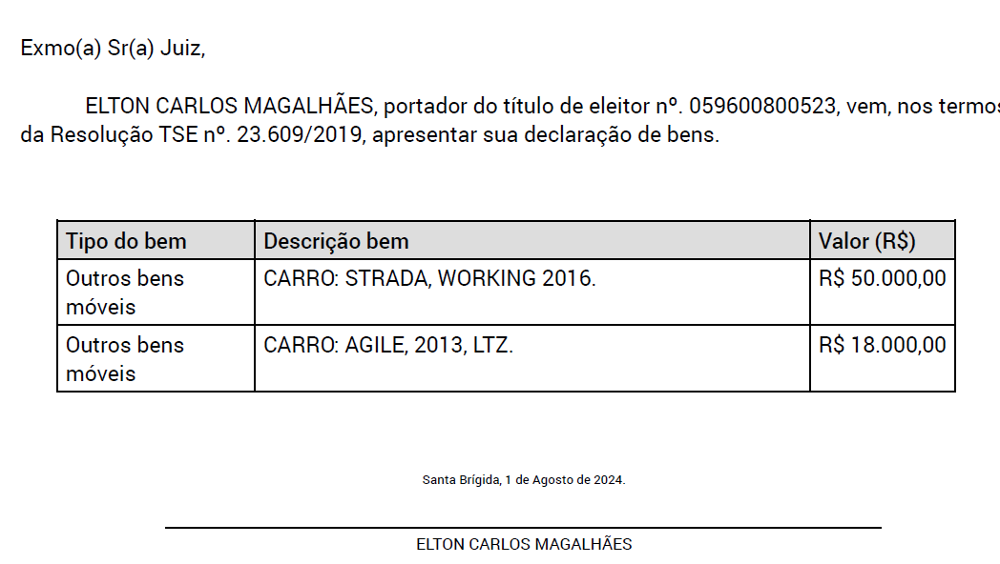 Exmo(a) Sr(a) Juiz,
ELTON CARLOS MAGALHÃES, portador do título de eleitor nº. 059600800523, vem, nos termos
da Resolução TSE nº. 23.609/2019, apresentar sua declaração de bens.
Tipo do bem Descrição bem Valor (R$)
Outros bens móveis CARRO: STRADA, WORKING 2016. R$ 50.000,00
Outros bens móveis CARRO: AGILE, 2013, LTZ. R$ 18.000,00
Santa Brígida, 1 de Agosto de 2024.
ELTON CARLOS MAGALHÃES